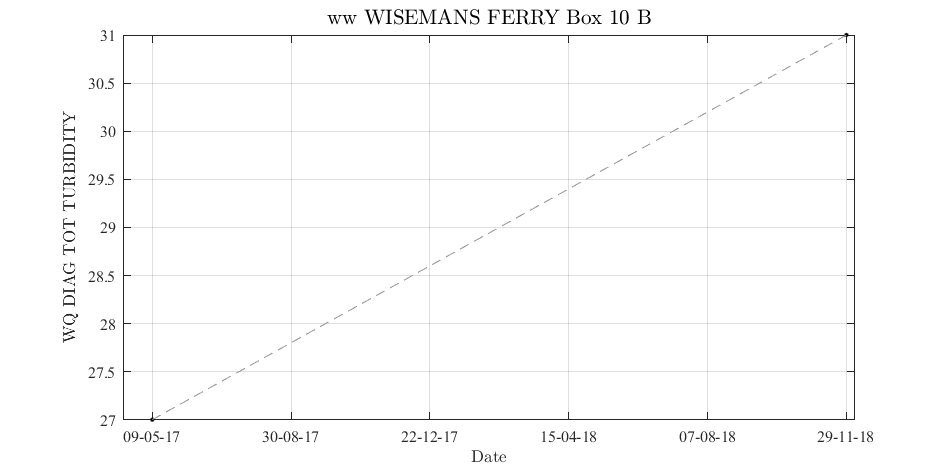 ww WISEMANS FERRY Box 10 B
WQ DIAG TOT TURBIDITY
31
30.5
30
29.5
29
28.5
28
27.5
27
09-05-17 30-08-17 22-12-17 15-04-18 07-08-18 29-11-18
Date